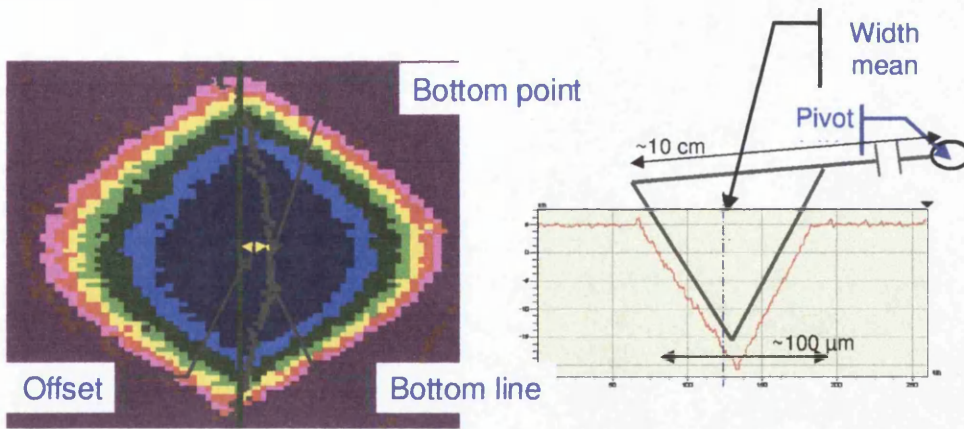 Bottom point
Offset
Bottom line
Width
mean
Pivot
~10 cm
~100 µm